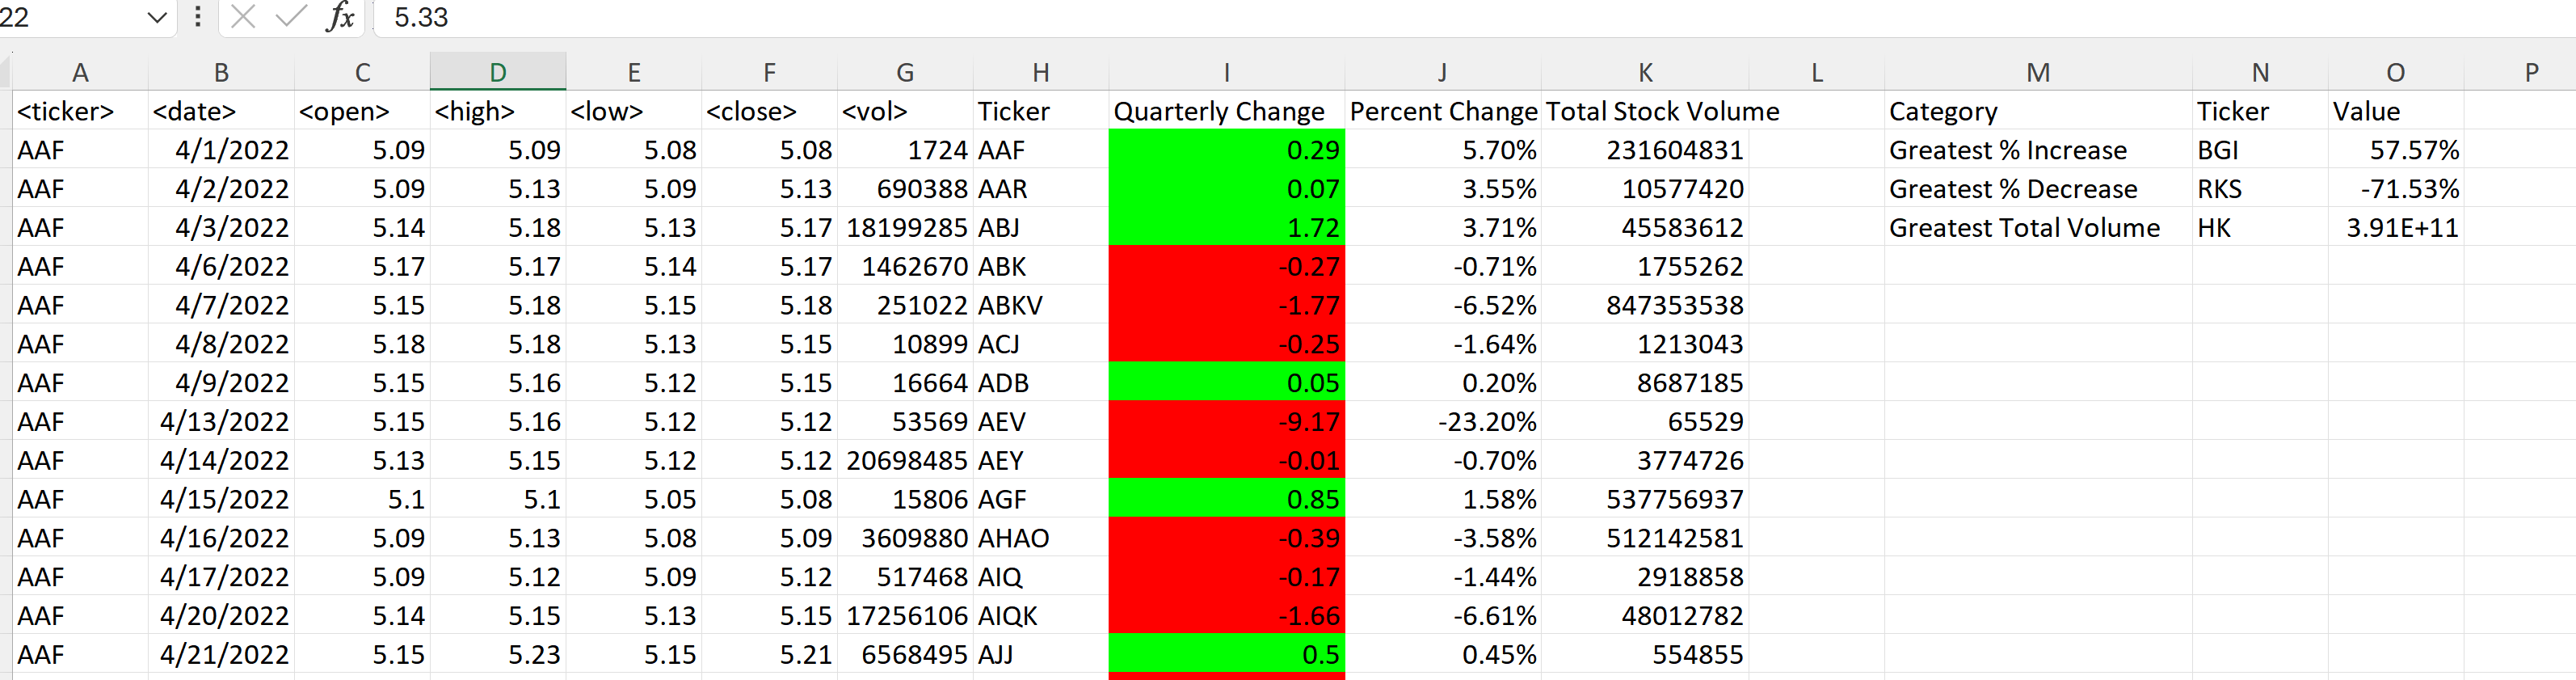 22 fx 5.33
A B C D E F G H I J K L M N O P
<ticker> <date> <open> <high> <low> <close> <vol> Ticker Quarterly Change Percent Change Total Stock Volume Category Ticker Value
AAF 4/1/2022 5.09 5.09 5.08 5.08 1724 AAF 0.29 5.70% 231604831 Greatest % Increase BGI 57.57%
AAF 4/2/2022 5.09 5.13 5.09 5.13 690388 AAR 0.07 3.55% 10577420 Greatest % Decrease RKS -71.53%
AAF 4/3/2022 5.14 5.18 5.13 5.17 18199285 ABJ 1.72 3.71% 45583612 Greatest Total Volume HK 3.91E+11
AAF 4/6/2022 5.17 5.17 5.14 5.17 1462670 ABK -0.27 -0.71% 1755262
AAF 4/7/2022 5.15 5.18 5.15 5.18 251022 ABKV -1.77 -6.52% 847353538
AAF 4/8/2022 5.18 5.18 5.13 5.15 10899 ACJ -0.25 -1.64% 1213043
AAF 4/9/2022 5.15 5.16 5.12 5.15 16664 ADB 0.05 0.20% 8687185
AAF 4/13/2022 5.15 5.16 5.12 5.12 53569 AEV -9.17 -23.20% 65529
AAF 4/14/2022 5.13 5.15 5.12 5.12 20698485 AEY -0.01 -0.70% 3774726
AAF 4/15/2022 5.1 5.1 5.05 5.08 15806 AGF 0.85 1.58% 537756937
AAF 4/16/2022 5.09 5.13 5.08 5.09 3609880 AHAO -0.39 -3.58% 512142581
AAF 4/17/2022 5.09 5.12 5.09 5.12 517468 AIQ -0.17 -1.44% 2918858
AAF 4/20/2022 5.14 5.15 5.13 5.15 17256106 AIQK -1.66 -6.61% 48012782
AAF 4/21/2022 5.15 5.23 5.15 5.21 6568495 AJJ 0.5 0.45% 554855